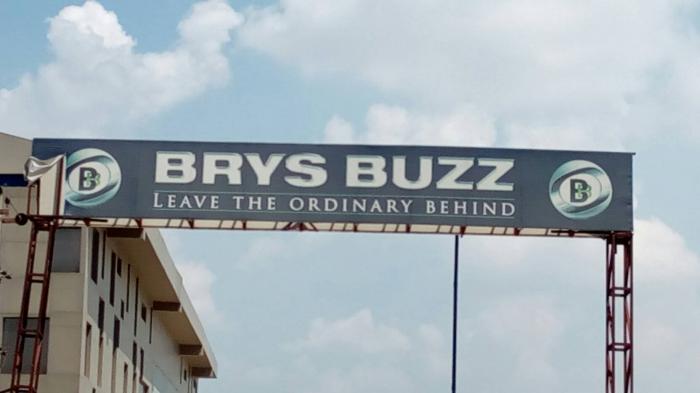 BRYS BUZZ
LEAVE THE ORDINARY BEHIND
B
B